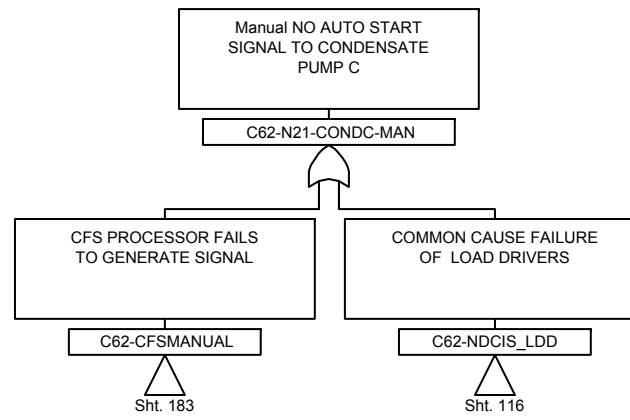 Manual NO AUTO START
SIGNAL TO CONDENSATE
PUMP C
C62-N21-CONDC-MAN
CFS PROCESSOR FAILS
TO GENERATE SIGNAL
COMMON CAUSE FAILURE
OF LOAD DRIVERS
C62-CFSMANUAL
C62-NDCIS_LDD
Sht. 183
Sht. 116